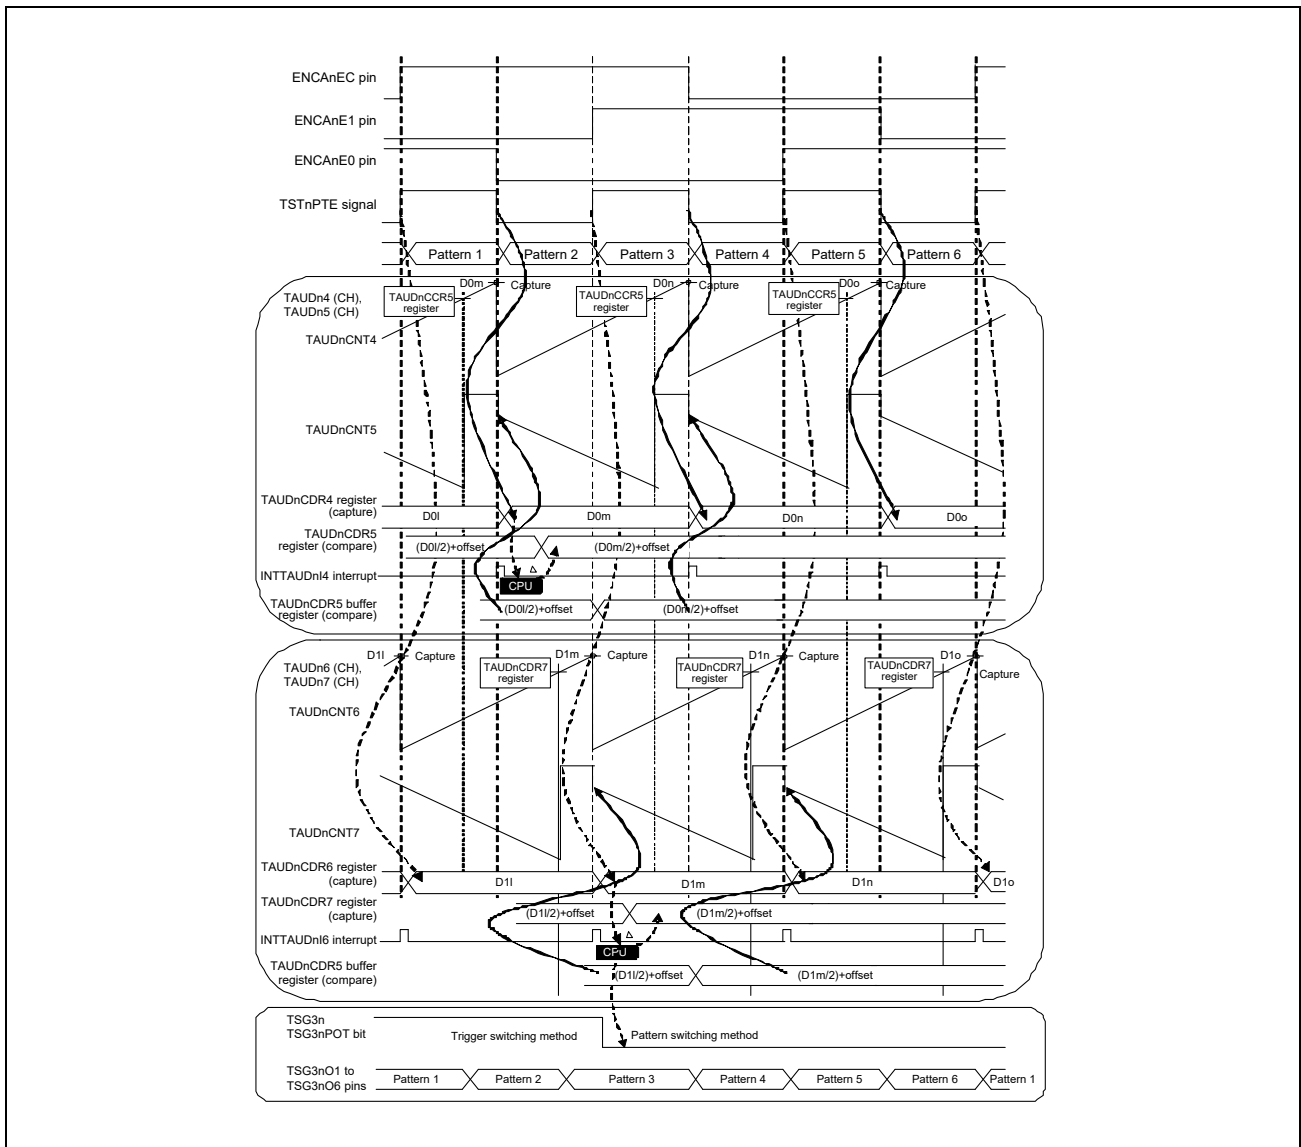 ENCAnEC pin
ENCAnE1 pin
ENCAnE0 pin
TSTnPTE signal
Pattern 1
Pattern 2
Pattern 3
Pattern 4
Pattern 5
Pattern 6
TAUDn4 (CH),
TAUDn5 (CH)
D0m
Capture
D0n
Capture
D0o
Capture
TAUDnCCR5
register
TAUDnCCR5
register
TAUDnCCR5
register
TAUDnCNT4
TAUDnCNT5
TAUDnCDR4 register
(capture)
D0l
D0m
D0n
D0o
TAUDnCDR5
register (compare)
(D0l/2)+offset
(D0m/2)+offset
INTTAUDnI4 interrupt
CPU
TAUDnCDR5 buffer
register (compare)
(D0l/2)+offset
(D0m/2)+offset
TAUDn6 (CH),
TAUDn7 (CH)
D1l
Capture
D1m
Capture
D1n
Capture
D1o
Capture
TAUDnCDR7
register
TAUDnCDR7
register
TAUDnCDR7
register
TAUDnCNT6
TAUDnCNT7
TAUDnCDR6 register
(capture)
D1l
D1m
D1n
D1o
TAUDnCDR7 register
(capture)
(D1l/2)+offset
(D1m/2)+offset
INTTAUDnI6 interrupt
CPU
TAUDnCDR5 buffer
register (compare)
(D1l/2)+offset
(D1m/2)+offset
TSG3n
TSG3nPOT bit
Trigger switching method
Pattern switching method
TSG3nO1 to
TSG3nO6 pins
Pattern 1
Pattern 2
Pattern 3
Pattern 4
Pattern 5
Pattern 6
Pattern 1